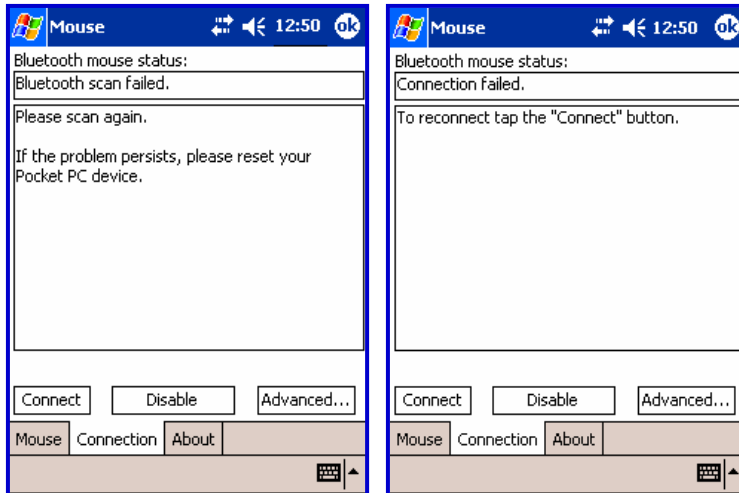 Mouse 12:50 ok
Bluetooth mouse status:
Bluetooth scan failed.
Please scan again.
If the problem persists, please reset your
Pocket PC device.
Connect Disable Advanced...
Mouse Connection About
Mouse 12:50 ok
Bluetooth mouse status:
Connection failed.
To reconnect tap the "Connect" button.
Connect Disable Advanced...
Mouse Connection About